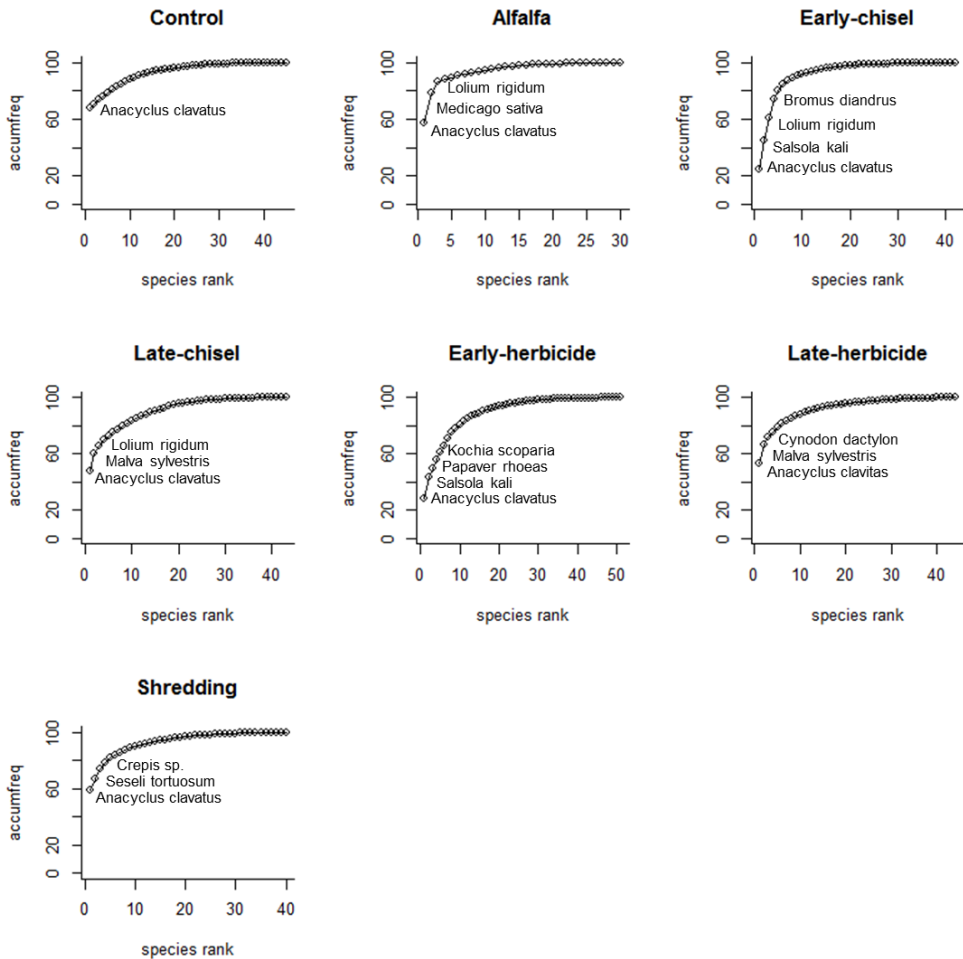 Control
accumfreq
0 20 60 100
Anacyclus clavatus
0 10 20 30 40
species rank
Alfalfa
accumfreq
0 20 60 100
Lolium rigidum
Medicago sativa
Anacyclus clavatus
0 5 10 15 20 25 30
species rank
Early-chisel
accumfreq
0 20 60 100
Bromus diandrus
Lolium rigidum
Salsola kali
Anacyclus clavatus
0 10 20 30 40
species rank
Late-chisel
accumfreq
0 20 60 100
Lolium rigidum
Malva sylvestris
Anacyclus clavatus
0 10 20 30 40
species rank
Early-herbicide
accumfreq
0 20 60 100
Kochia scoparia
Papaver rhoeas
Salsola kali
Anacyclus clavatus
0 10 20 30 40 50
species rank
Late-herbicide
accumfreq
0 20 60 100
Cynodon dactylon
Malva sylvestris
Anacyclus clavitas
0 10 20 30 40
species rank
Shredding
accumfreq
0 20 60 100
Crepis sp.
Seseli tortuosum
Anacyclus clavatus
0 10 20 30 40
species rank